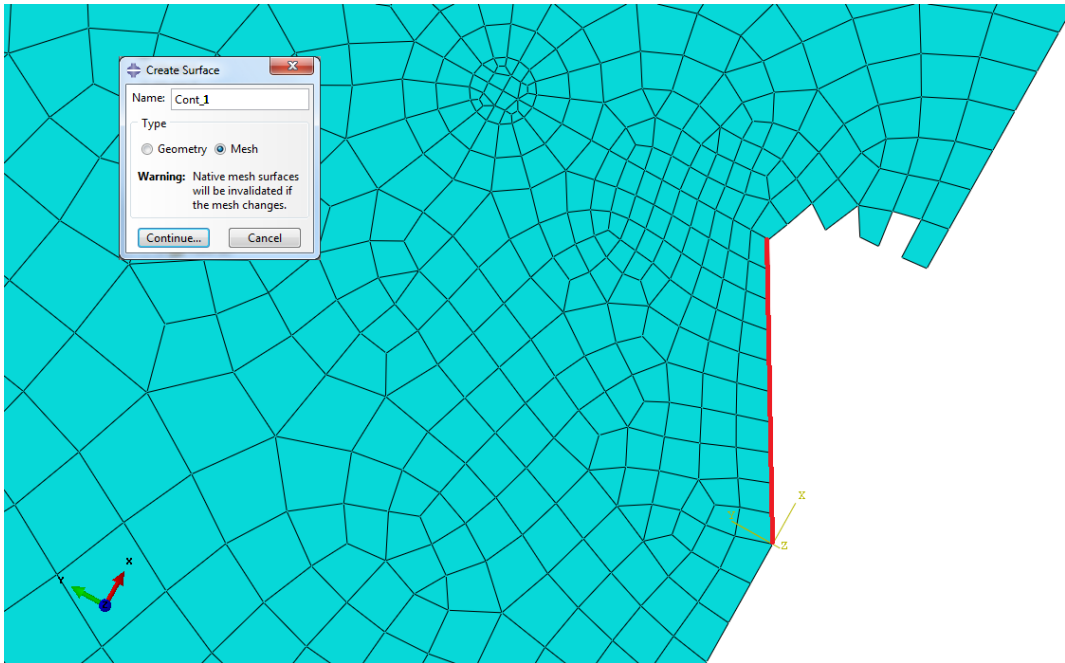 Create Surface
Name: Cont_1
Type
Geometry Mesh
Warning: Native mesh surfaces
will be invalidated if
the mesh changes.
Continue... Cancel
X
Y
Z
X
Y